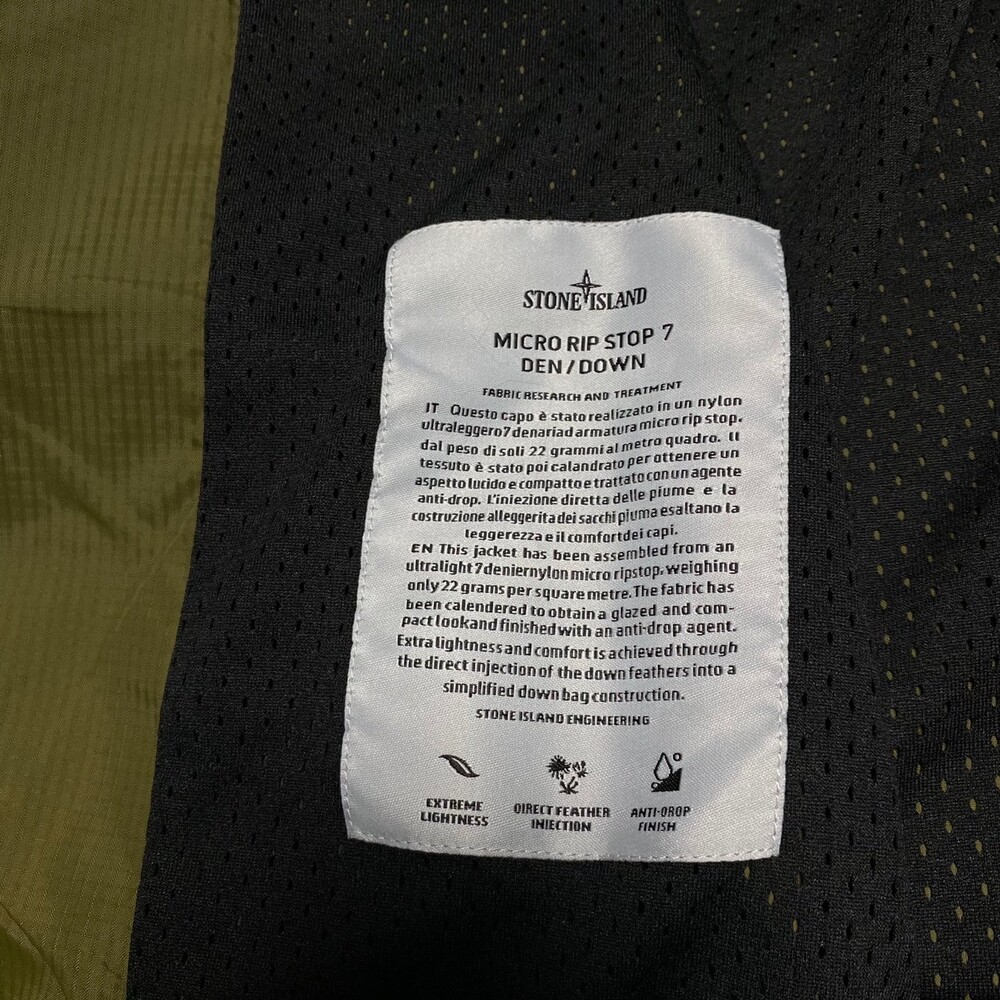 STONE ISLAND
MICRO RIP STOP 7
DEN/DOWN
FABRIC RESEARCH AND TREATMENT
IT Questo capo è stato realizzato in un nylon
ultraleggero 7 denari ad armatura micro rip stop,
dal peso di soli 22 grammi al metro quadro. Il
tessuto è stato poi calandrato per ottenere un
aspetto lucido e compatto e trattato con un agente
anti-drop. L'iniezione diretta delle piume e la
costruzione alleggerita dei sacchi piuma esaltano la
leggerezza e il comfort dei capi.
EN This jacket has been assembled from an
ultralight 7 denier nylon micro ripstop, weighing
only 22 grams per square metre. The fabric has
been calendered to obtain a glazed and com-
pact look and finished with an anti-drop agent.
Extra lightness and comfort is achieved through
the direct injection of the down feathers into a
simplified down bag construction.
STONE ISLAND ENGINEERING
EXTREME
LIGHTNESS
DIRECT FEATHER
INJECTION
ANTI-DROP
FINISH